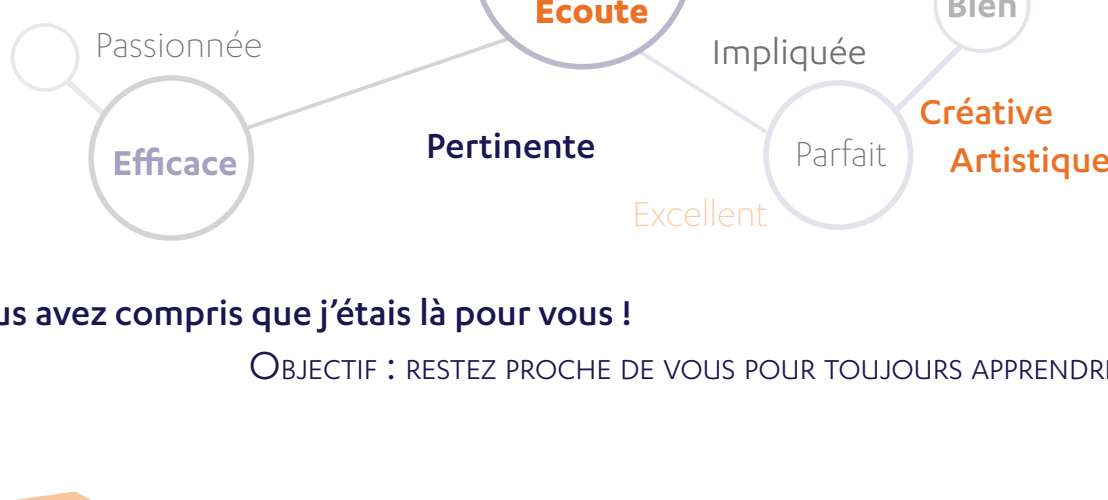 Bien
Ecoute
Passionnée
Impliquée
Créative
Pertinente
Parfait
Artistique
Efficace
Excellent
us avez compris que j’étais là pour vous !
OBJECTIF : RESTEZ PROCHE DE VOUS POUR TOUJOURS APPRENDRE